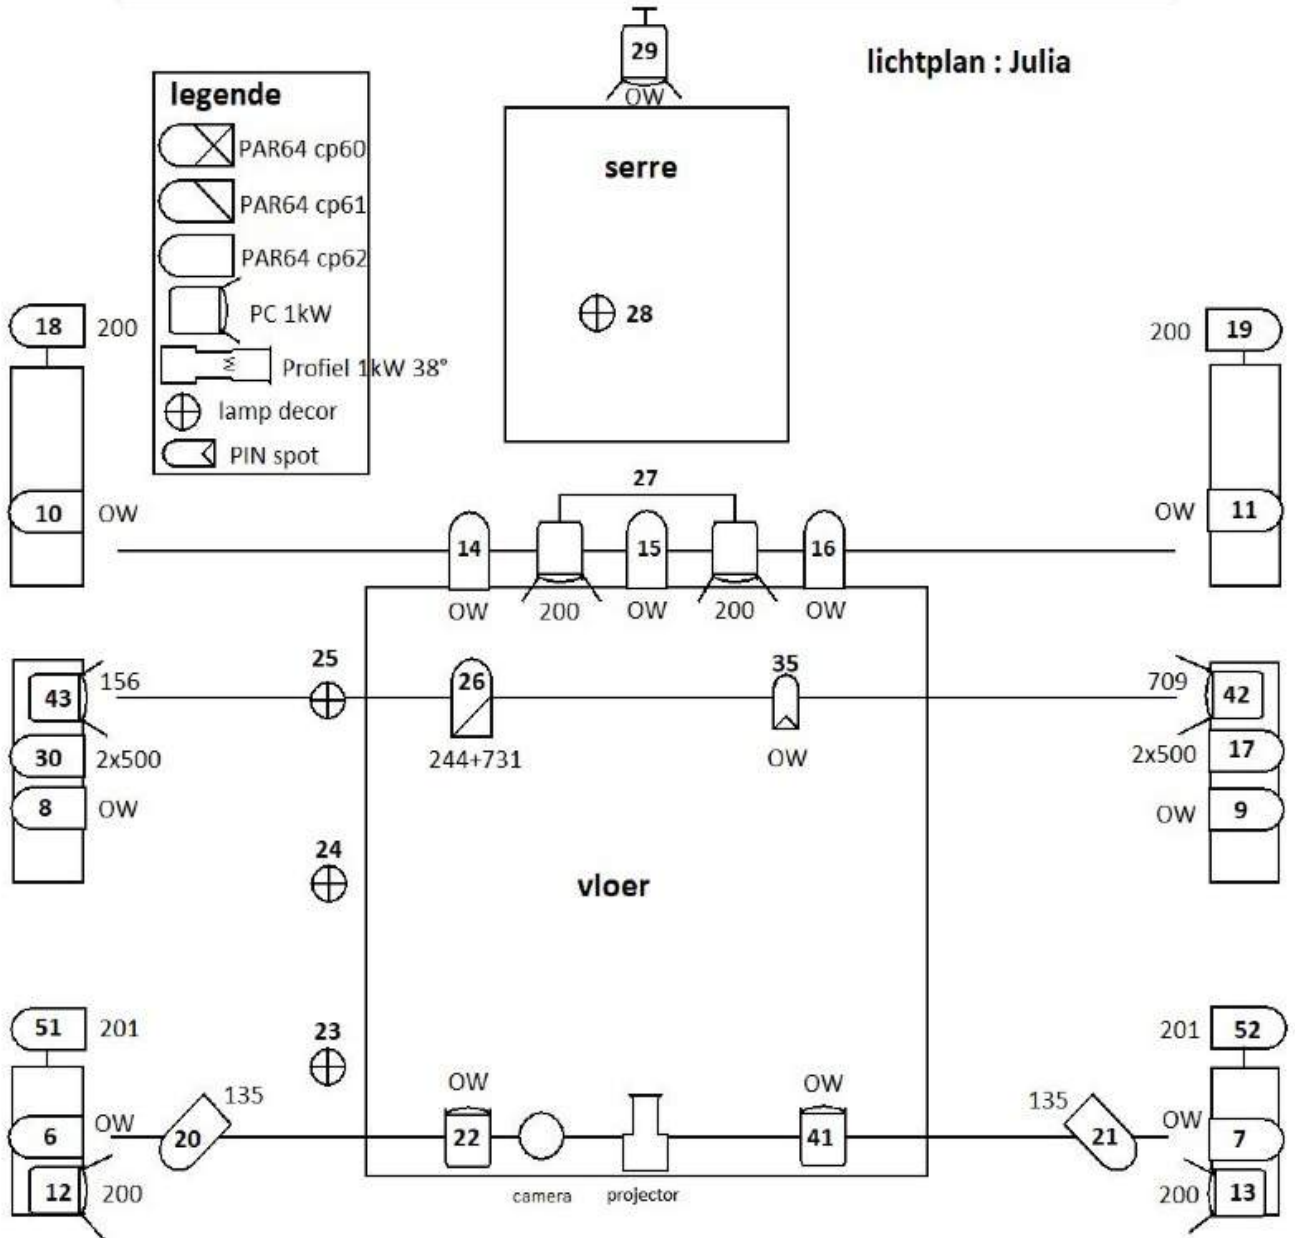 29
OW
lichtplan : Julia
legende
PAR64 cp60
PAR64 cp61
PAR64 cp62
PC 1kW
Profiel 1kW 38°
lamp decor
PIN spot
serre
28
18 200
200 19
10 OW
OW 11
27
14 15 16
OW 200 OW 200 OW
25
26
35
43 156
709 42
244+731
OW
30 2x500
2x500 17
8 OW
OW 9
24
vloer
51 201
201 52
23
OW
OW
135
135
6 OW
20
22
41
21
OW 7
12 200
camera
projector
200 13